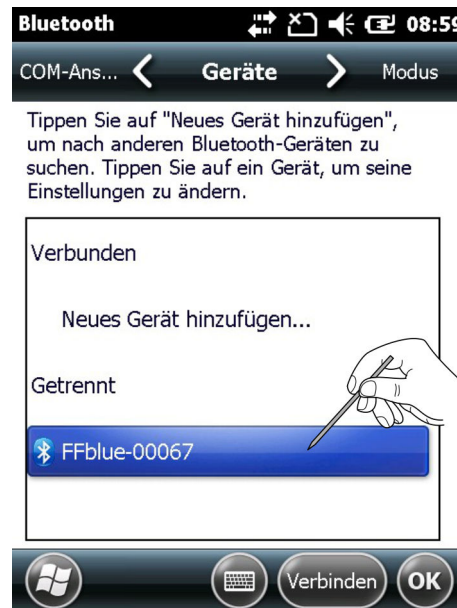 Bluetooth 08:59
COM-Ans... Geräte Modus
Tippen Sie auf "Neues Gerät hinzufügen",
um nach anderen Bluetooth-Geräten zu
suchen. Tippen Sie auf ein Gerät, um seine
Einstellungen zu ändern.
Verbunden
Neues Gerät hinzufügen...
Getrennt
FFblue-00067
Verbinden OK